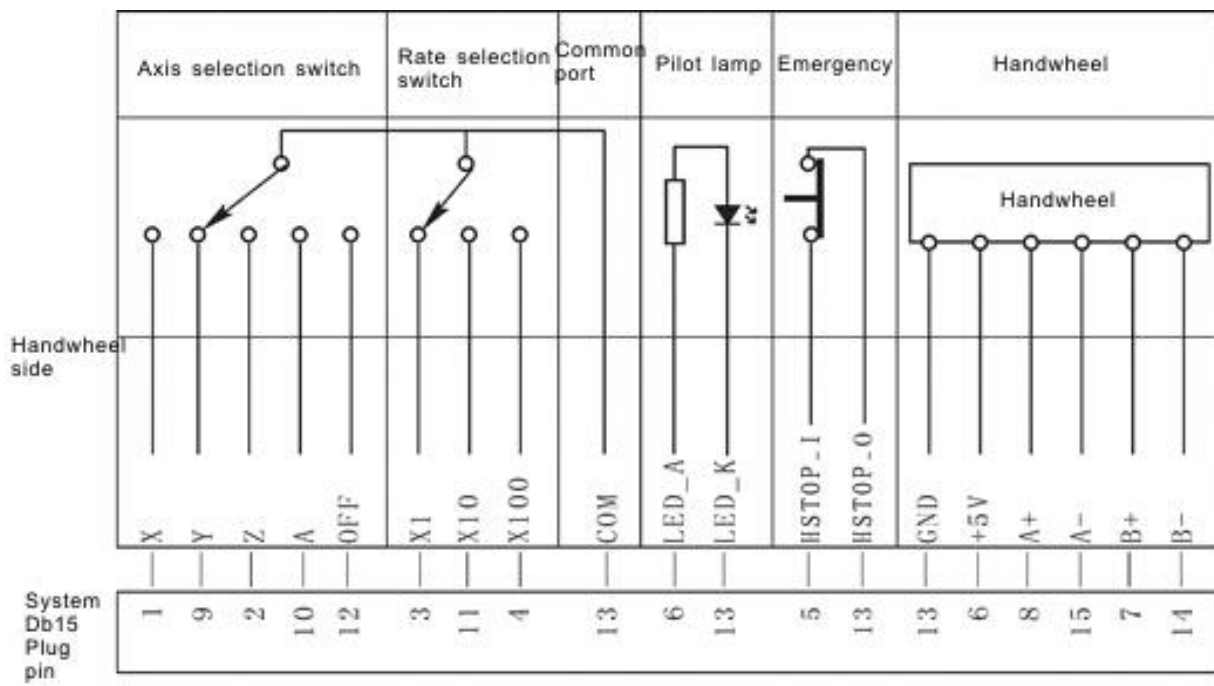 Axis selection switch
Rate selection
switch
Common
port
Pilot lamp
Emergency
Handwheel
Handwheel
Handwheel
side
X
Y
Z
A
OFF
X1
X10
X100
COM
LED_A
LED_K
HSTOP_I
HSTOP_O
GND
+5V
A+
A-
B+
B-
System
Db15
Plug
pin
1
9
2
10
12
3
11
4
13
6
13
5
13
13
6
8
15
7
14